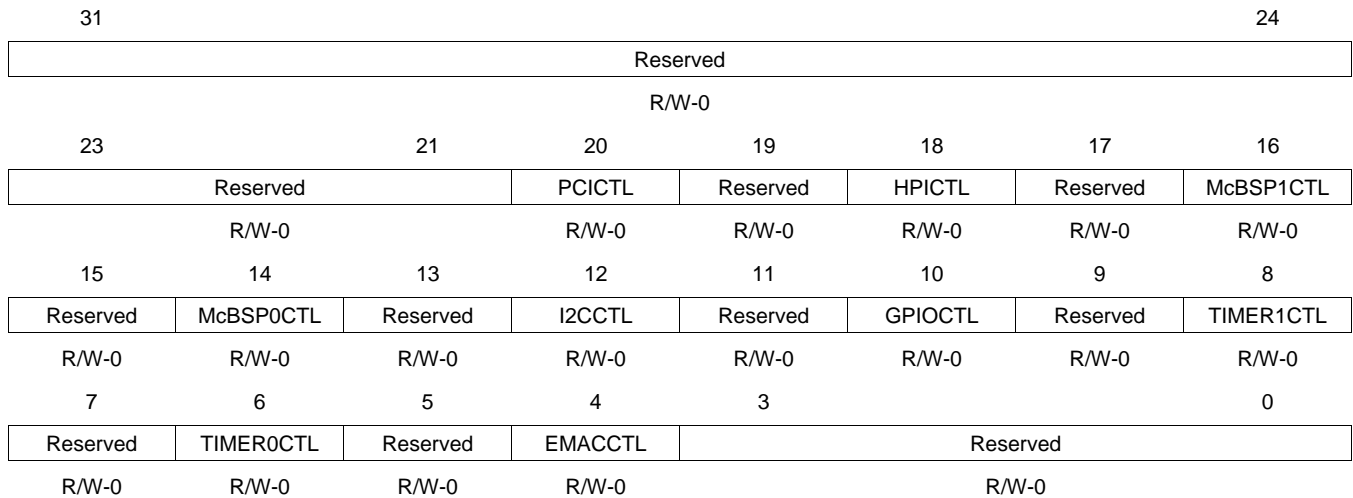 31 24
Reserved
R/W-0
23 21 20 19 18 17 16
Reserved PCICTL Reserved HPICTL Reserved McBSP1CTL
R/W-0 R/W-0 R/W-0 R/W-0 R/W-0 R/W-0
15 14 13 12 11 10 9 8
Reserved McBSP0CTL Reserved I2CCTL Reserved GPIOCTL Reserved TIMER1CTL
R/W-0 R/W-0 R/W-0 R/W-0 R/W-0 R/W-0 R/W-0 R/W-0
7 6 5 4 3 0
Reserved TIMER0CTL Reserved EMACCTL Reserved
R/W-0 R/W-0 R/W-0 R/W-0 R/W-0